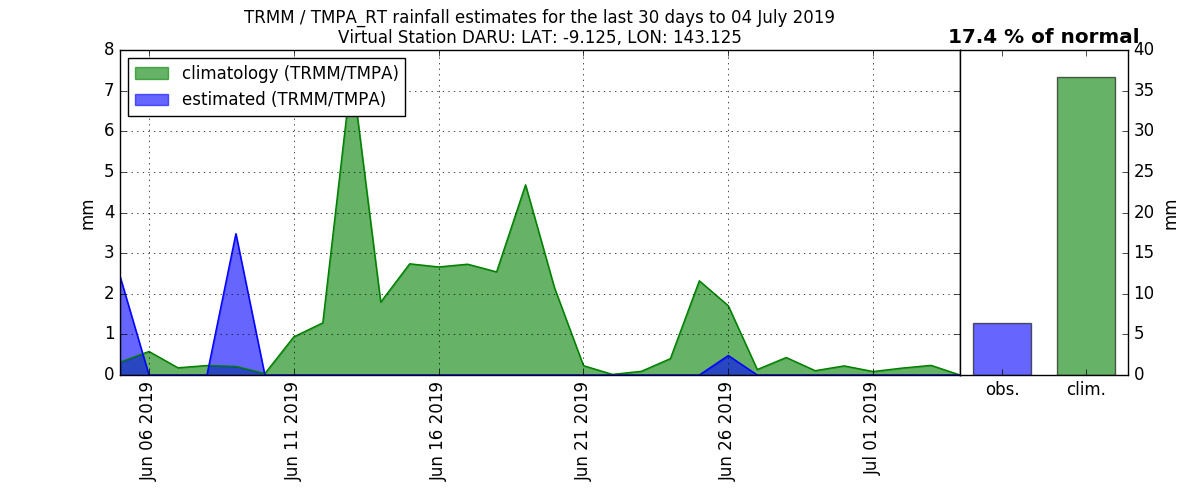 TRMM / TMPA_RT rainfall estimates for the last 30 days to 04 July 2019
Virtual Station DARU: LAT: -9.125, LON: 143.125
17.4 % of normal
climatology (TRMM/TMPA)
estimated (TRMM/TMPA)
8
7
6
5
4
3
2
1
0
mm
Jun 06 2019
Jun 11 2019
Jun 16 2019
Jun 21 2019
Jun 26 2019
Jul 01 2019
obs.
clim.
40
35
30
25
20
15
10
5
0
mm